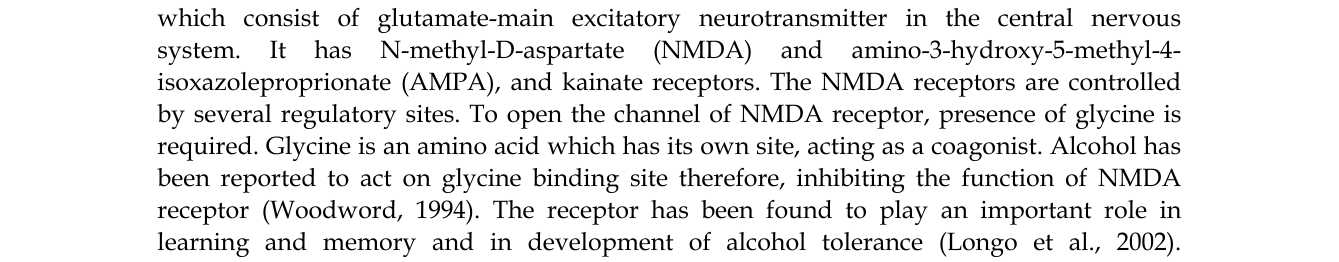 which consist of glutamate-main excitatory neurotransmitter in the central nervous
system. It has N-methyl-D-aspartate (NMDA) and amino-3-hydroxy-5-methyl-4-
isoxazoleproprionate (AMPA), and kainate receptors. The NMDA receptors are controlled
by several regulatory sites. To open the channel of NMDA receptor, presence of glycine is
required. Glycine is an amino acid which has its own site, acting as a coagonist. Alcohol has
been reported to act on glycine binding site therefore, inhibiting the function of NMDA
receptor (Woodword, 1994). The receptor has been found to play an important role in
learning and memory and in development of alcohol tolerance (Longo et al., 2002).